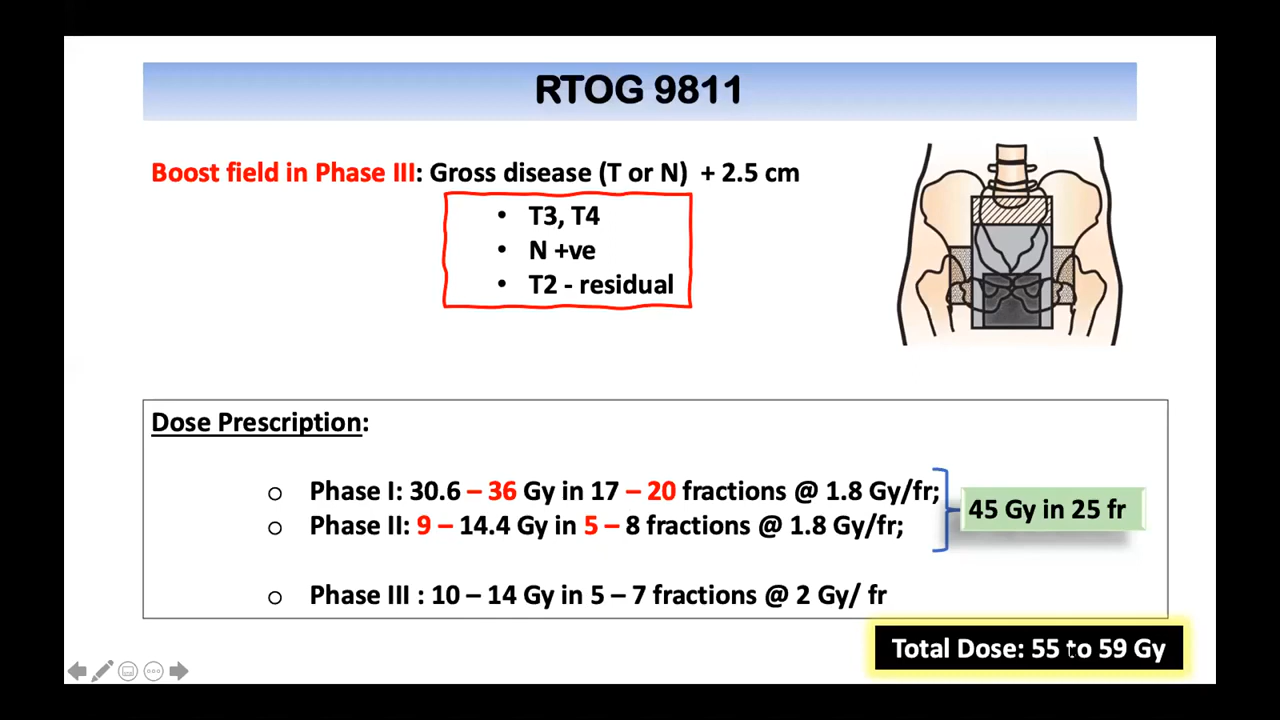 RTOG 9811
Boost field in Phase III: Gross disease (T or N) + 2.5 cm
• T3, T4
• N +ve
• T2 - residual
Dose Prescription:
o Phase I: 30.6 – 36 Gy in 17 – 20 fractions @ 1.8 Gy/fr;
o Phase II: 9 – 14.4 Gy in 5 – 8 fractions @ 1.8 Gy/fr;
45 Gy in 25 fr
o Phase III : 10 – 14 Gy in 5 – 7 fractions @ 2 Gy/ fr
Total Dose: 55 to 59 Gy